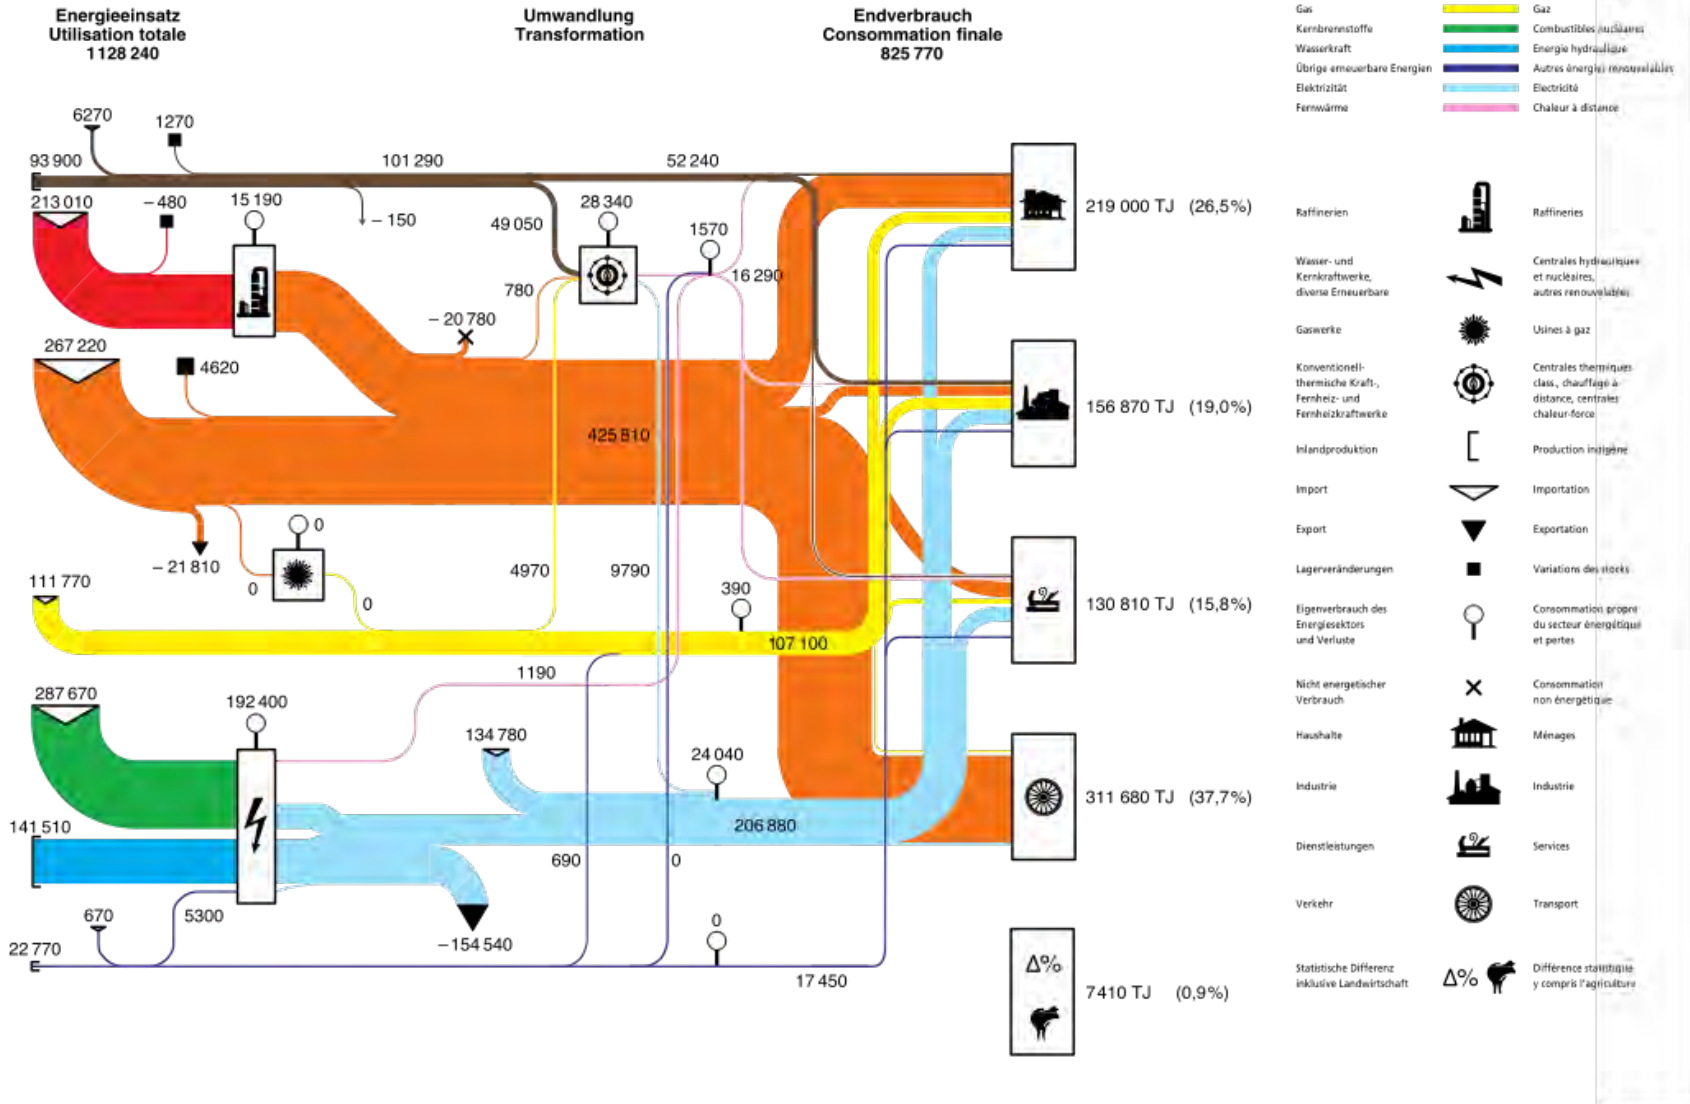 Energieeinsatz
Utilisation totale
1128 240
Umwandlung
Transformation
Endverbrauch
Consommation finale
825 770
Gas
Gaz
Kernbrennstoffe
Combustibles nucléaires
Wasserkraft
Energie hydraulique
Übrige erneuerbare Energien
Autres énergies renouvelables
Elektrizität
Electricité
Fernwärme
Chaleur à distance
6270
1270
93 900
101 290
52 240
213 010
– 480
15 190
– 150
49 050
28 340
1570
16 290
780
– 20 780
267 220
4620
425 810
0
– 21 810
0
0
111 770
4970
9790
390
107 100
1190
287 670
192 400
134 780
24 040
206 880
141 510
690
0
670
5300
– 154 540
0
22 770
17 450
219 000 TJ (26,5%)
156 870 TJ (19,0%)
130 810 TJ (15,8%)
311 680 TJ (37,7%)
Δ%
7410 TJ (0,9%)
Raffinerien
Raffineries
Wasser- und
Kernkraftwerke,
diverse Erneuerbare
Centrales hydrauliques
et nucléaires,
autres renouvelables
Gaswerke
Usines à gaz
Konventionell-
thermische Kraft-,
Fernheiz- und
Fernheizkraftwerke
Centrales thermiques
class., chauffage à
distance, centrales
chaleur-force
Inlandproduktion
Production indigène
Import
Importation
Export
Exportation
Lagerveränderungen
Variations des stocks
Eigenverbrauch des
Energiesektors
und Verluste
Consommation propre
du secteur énergétique
et pertes
Nicht energetischer
Verbrauch
Consommation
non énergétique
Haushalte
Ménages
Industrie
Industrie
Dienstleistungen
Services
Verkehr
Transport
Statistische Differenz
inklusive Landwirtschaft
Δ%
Différence statistique
y compris l'agriculture